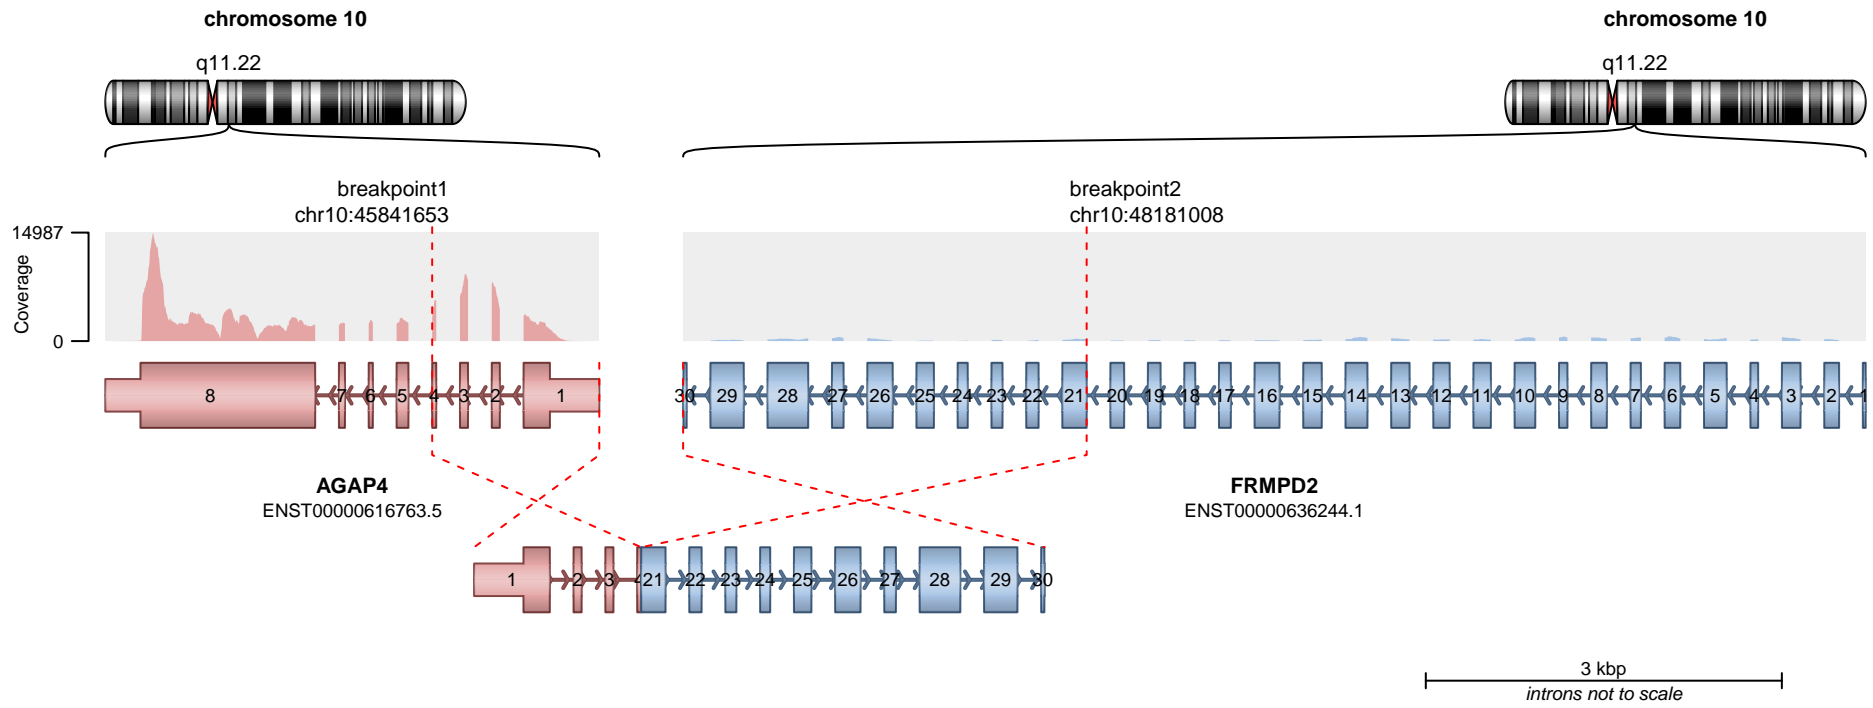 chromosome 10 chromosome 10
q11.22 q11.22
breakpoint1 breakpoint2
chr10:45841653 chr10:48181008
14987
Coverage
0
8 7 6 5 4 3 2 1 30 29 28 27 26 25 24 23 22 21 20 19 18 17 16 15 14 13 12 11 10 9 8 7 6 5 4 3 2 1
AGAP4 FRMPD2
ENST00000616763.5 ENST00000636244.1
1 2 3 4 21 22 23 24 25 26 27 28 29 30
3 kbp
introns not to scale